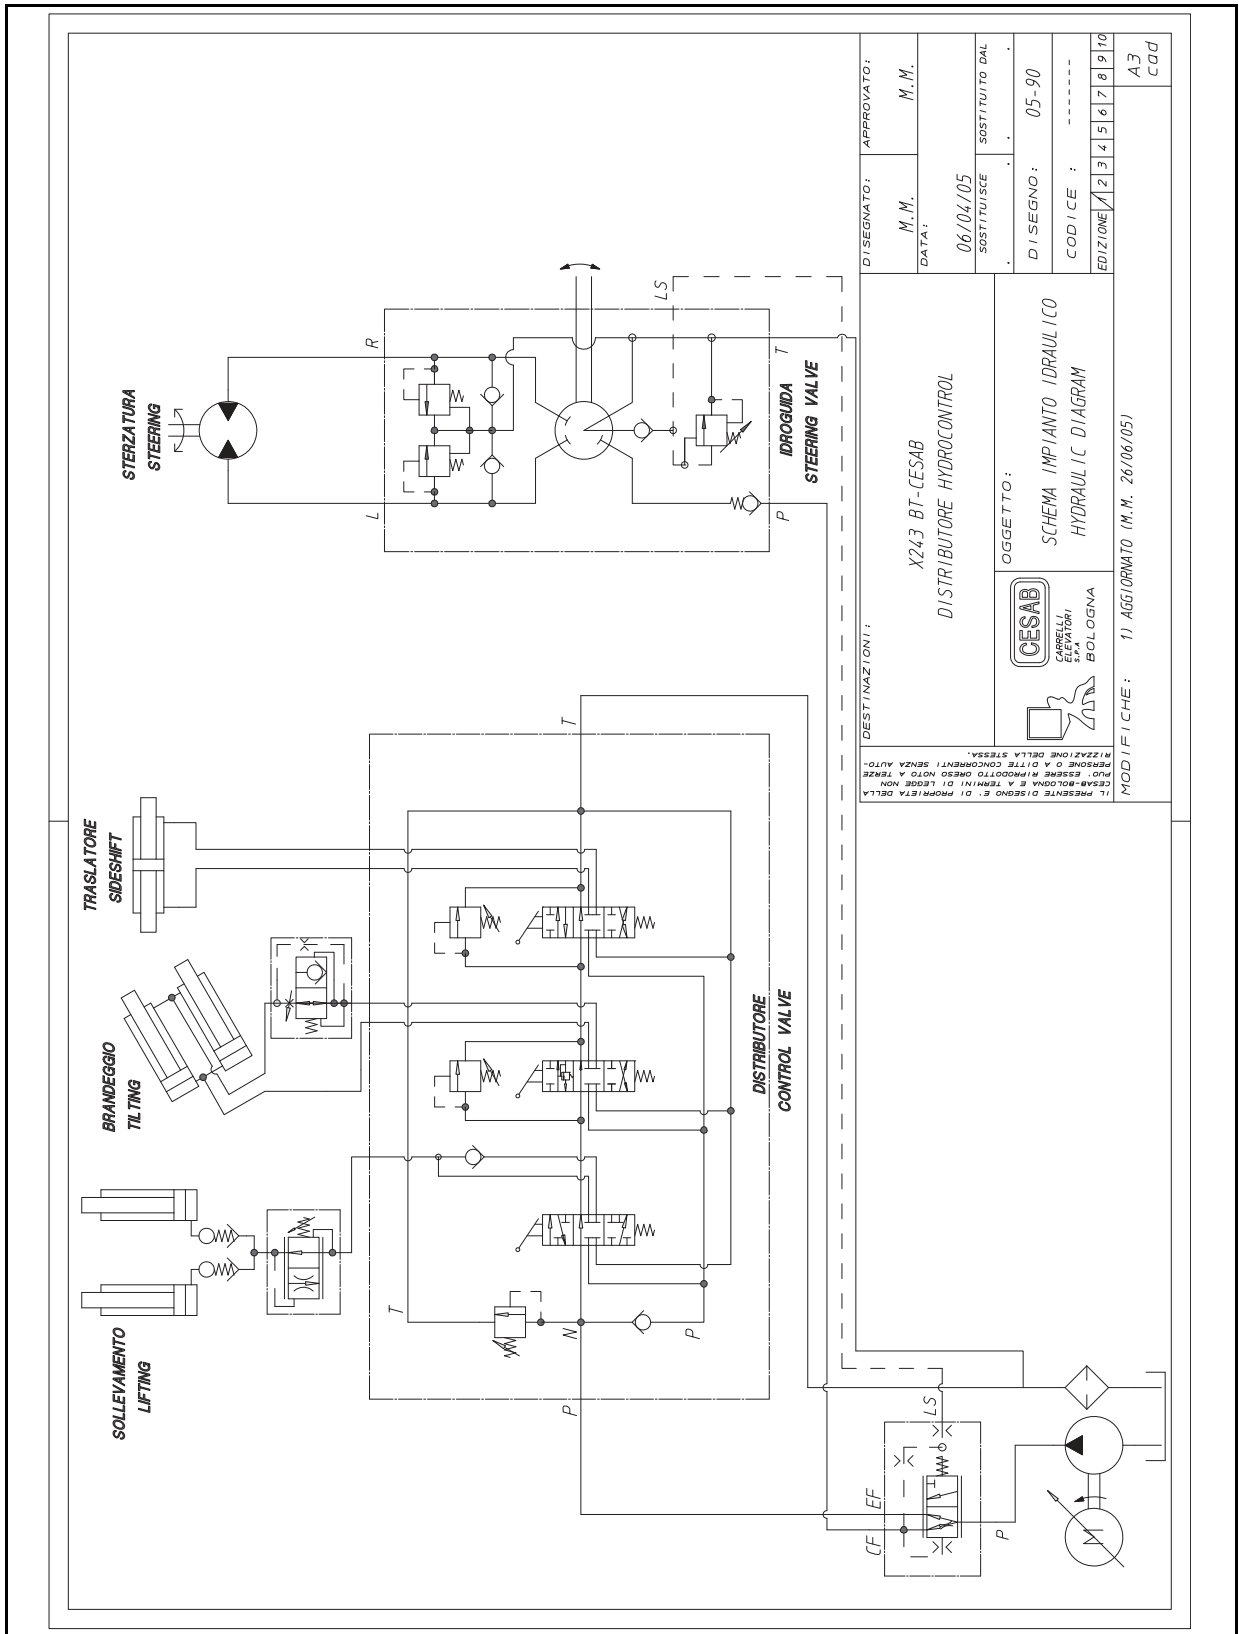 STERZATURA
STEERING
TRASLATORE
SIDESHIFT
BRANDEGGIO
TILTING
SOLLEVAMENTO
LIFTING
L
R
LS
P
T
IDROGUIDA
STEERING VALVE
T
T
N
P
P
DISTRIBUTORE
CONTROL VALVE
CF
EF
LS
P
M
IL PRESENTE DISEGNO E' DI PROPRIETA DELLA
CESAB-BOLOGNA E A TERMINI DI LEGGE NON
PUO' ESSERE RIPRODOTTO ORESO NOTO A TERZE
PERSONE O A DITTE CONCORRENTI SENZA AUTO-
RIZZAZIONE DELLA STESSA.
DESTINAZIONI:
X243 BT-CESAB
DISTRIBUTORE HYDROCONTROL
CESAB
CARRELLI
ELEVATORI
S.P.A
BOLOGNA
OGGETTO:
SCHEMA IMPIANTO IDRAULICO
HYDRAULIC DIAGRAM
DISEGNATO:
M.M.
APPROVATO:
M.M.
DATA:
06/04/05
SOSTITUISCE
.
.
SOSTITUITO DAL
.
.
DISEGNO:
05-90
CODICE :
-------
EDIZIONE 1 2 3 4 5 6 7 8 9 10
MODIFICHE: 1) AGGIORNATO (M.M. 26/06/05)
A3
cad